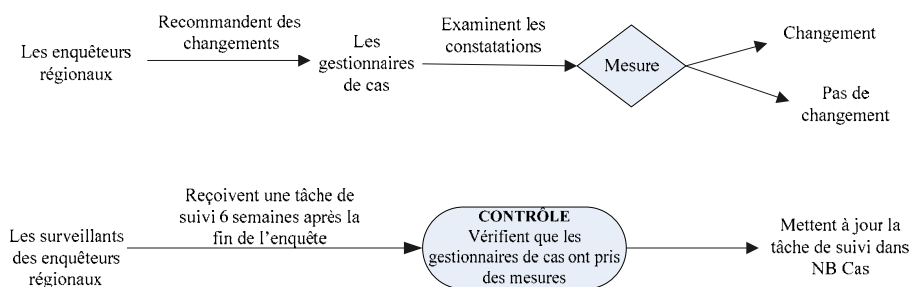 Les enquêteurs
régionaux
Recommandent des
changements
Les
gestionnaires
de cas
Examinent les
constatations
Mesure
Changement
Pas de
changement
Les surveillants
des enquêteurs
régionaux
Reçoivent une tâche de
suivi 6 semaines après la
fin de l’enquête
CONTRÔLE
Vérifient que les
gestionnaires de cas ont pris
des mesures
Mettent à jour la
tâche de suivi dans
NB Cas